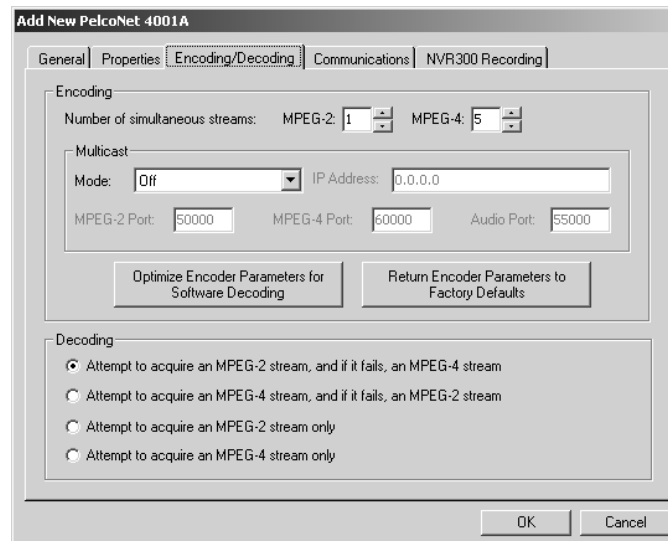 Add New PelcoNet 4001A
General Properties Encoding/Decoding Communications NVR300 Recording
Encoding
Number of simultaneous streams: MPEG-2: 1 MPEG-4: 5
Multicast
Mode: Off IP Address: 0.0.0.0
MPEG-2 Port: 50000 MPEG-4 Port: 60000 Audio Port: 55000
Optimize Encoder Parameters for Software Decoding
Return Encoder Parameters to Factory Defaults
Decoding
Attempt to acquire an MPEG-2 stream, and if it fails, an MPEG-4 stream
Attempt to acquire an MPEG-4 stream, and if it fails, an MPEG-2 stream
Attempt to acquire an MPEG-2 stream only
Attempt to acquire an MPEG-4 stream only
OK Cancel